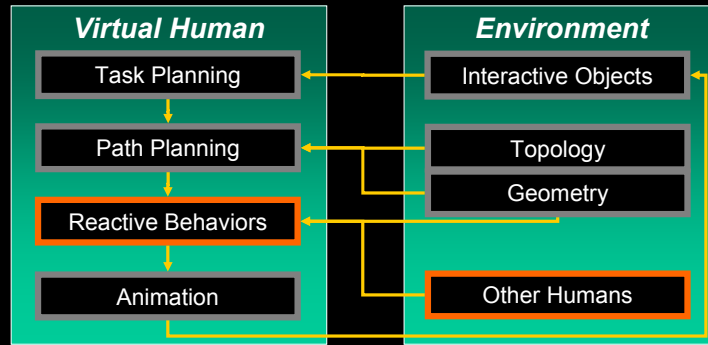 Virtual Human
Task Planning
Path Planning
Reactive Behaviors
Animation
Environment
Interactive Objects
Topology
Geometry
Other Humans